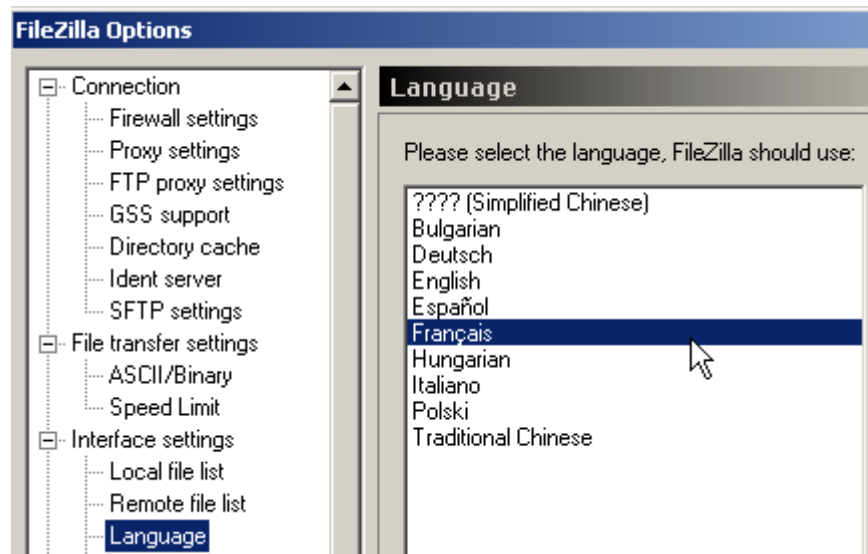 FileZilla Options
Connection
Firewall settings
Proxy settings
FTP proxy settings
GSS support
Directory cache
Ident server
SFTP settings
File transfer settings
ASCII/Binary
Speed Limit
Interface settings
Local file list
Remote file list
Language
Language
Please select the language, FileZilla should use:
???? (Simplified Chinese)
Bulgarian
Deutsch
English
Español
Français
Hungarian
Italiano
Polski
Traditional Chinese